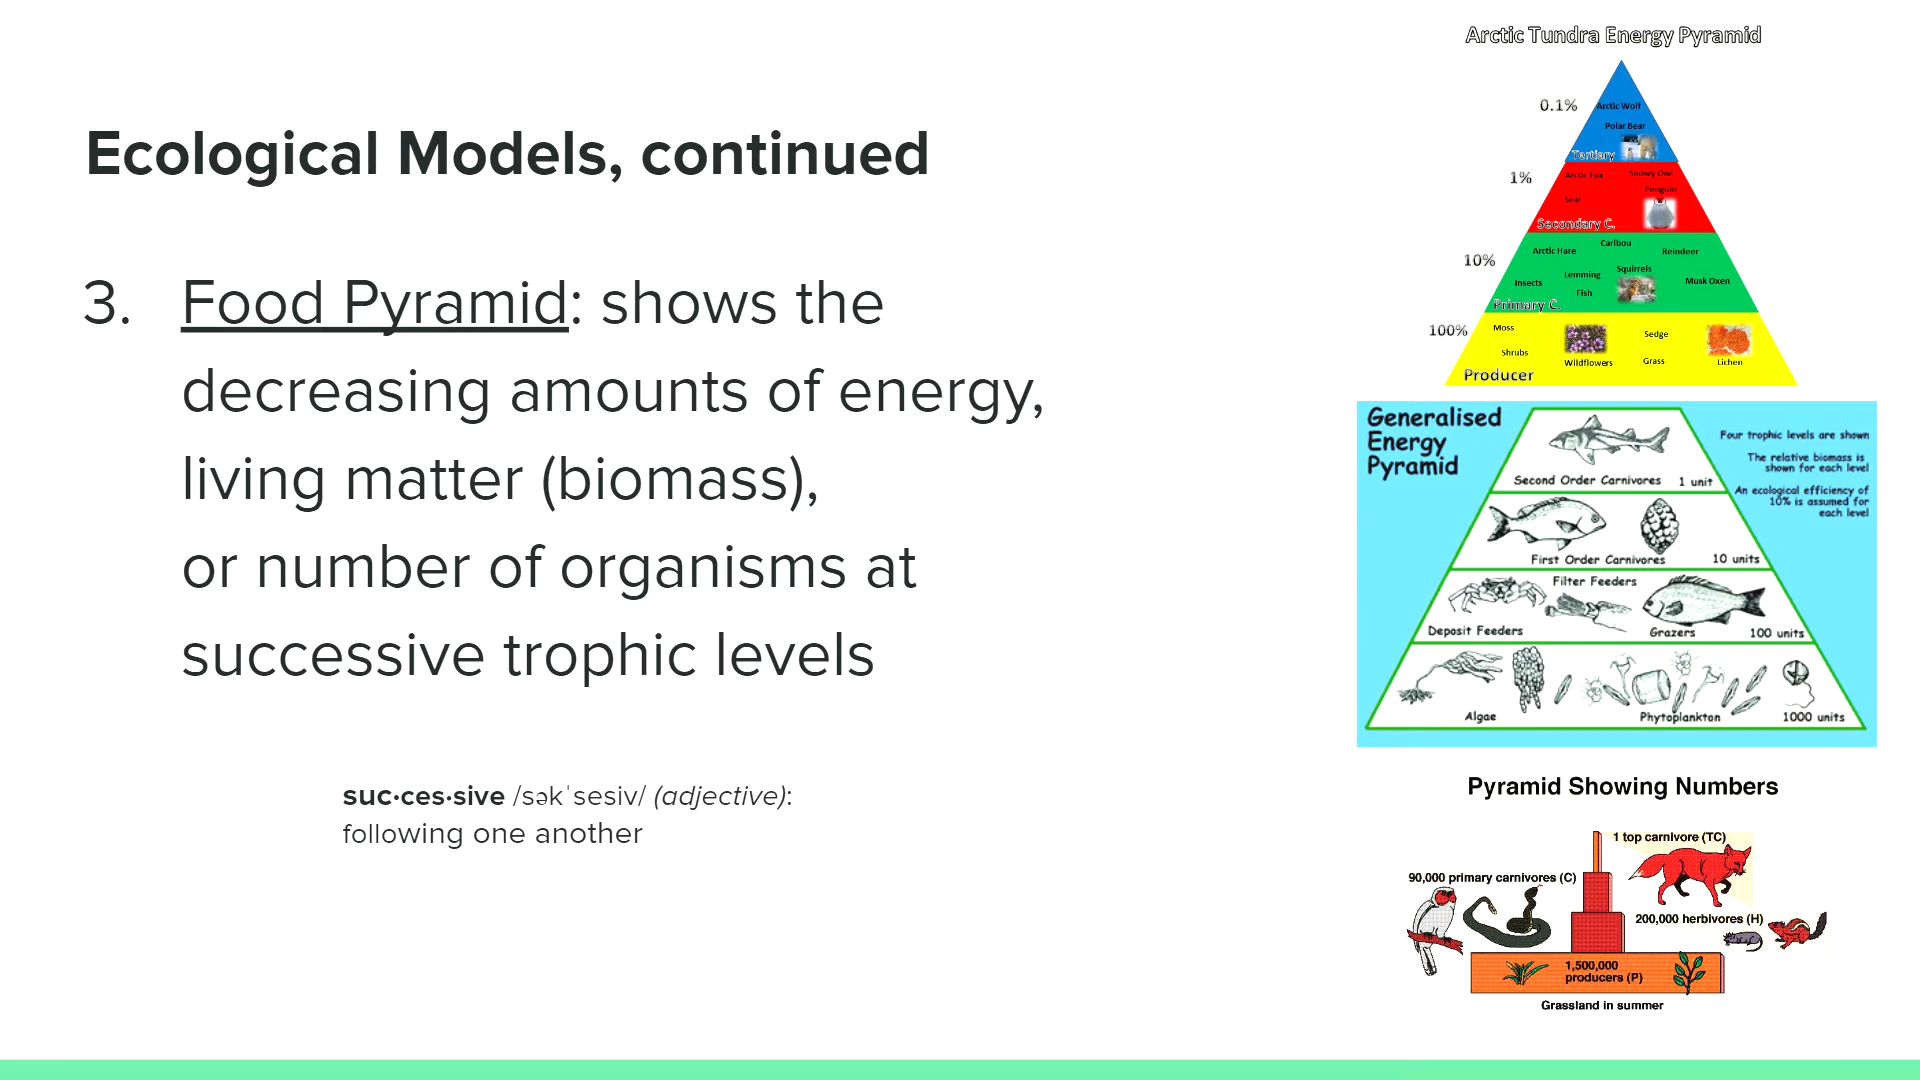 Ecological Models, continued
3. Food Pyramid: shows the
decreasing amounts of energy,
living matter (biomass),
or number of organisms at
successive trophic levels
suc·ces·sive /səkˈsesiv/ (adjective):
following one another
Arctic Tundra Energy Pyramid
0.1%
Arctic Wolf
Polar Bear
Tertiary
1%
Arctic Fox
Snowy Owl
Penguin
Seal
Secondary C.
10%
Caribou
Arctic Hare
Reindeer
Squirrels
Lemming
Insects
Musk Oxen
Fish
Primary C.
100%
Moss
Sedge
Shrubs
Wildflowers
Grass
Lichen
Producer
Generalised
Energy
Pyramid
Four trophic levels are shown
The relative biomass is
shown for each level
An ecological efficiency of
10% is assumed for
each level
Second Order Carnivores 1 unit
First Order Carnivores 10 units
Filter Feeders
Deposit Feeders Grazers 100 units
Algae Phytoplankton 1000 units
Pyramid Showing Numbers
1 top carnivore (TC)
90,000 primary carnivores (C)
200,000 herbivores (H)
1,500,000
producers (P)
Grassland in summer